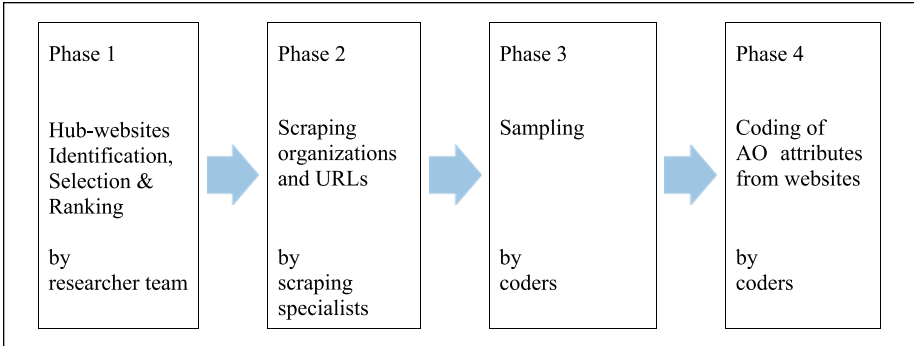 Phase 1
Hub-websites
Identification,
Selection &
Ranking
by
researcher team
Phase 2
Scraping
organizations
and URLs
by
scraping
specialists
Phase 3
Sampling
by
coders
Phase 4
Coding of
AO attributes
from websites
by
coders